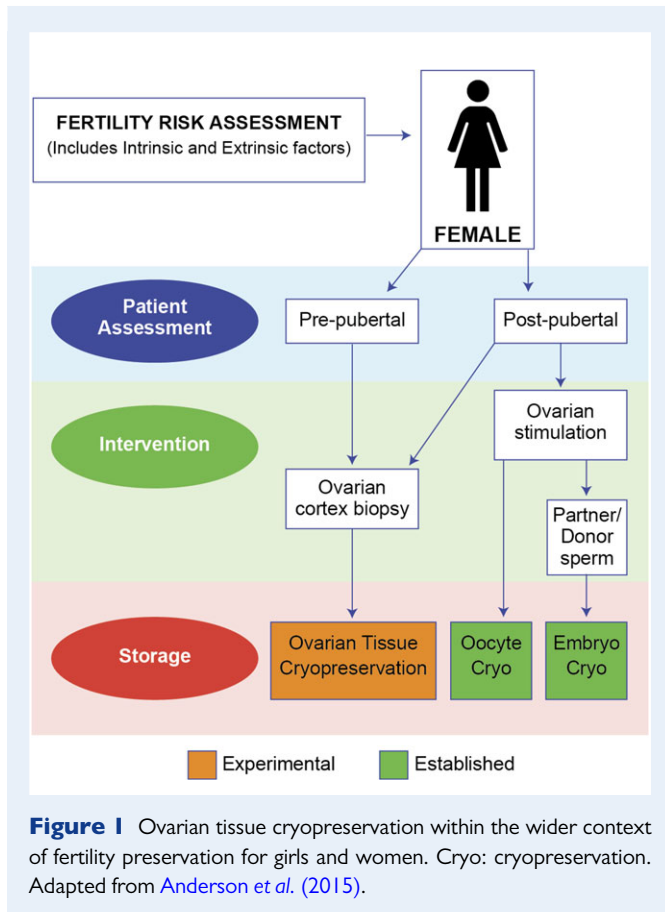 FERTILITY RISK ASSESSMENT
(Includes Intrinsic and Extrinsic factors)
FEMALE
Patient
Assessment
Pre-pubertal
Post-pubertal
Intervention
Ovarian
stimulation
Ovarian
cortex biopsy
Partner/
Donor
sperm
Storage
Ovarian Tissue
Cryopreservation
Oocyte
Cryo
Embryo
Cryo
Experimental
Established
Figure 1 Ovarian tissue cryopreservation within the wider context
of fertility preservation for girls and women. Cryo: cryopreservation.
Adapted from Anderson et al. (2015).